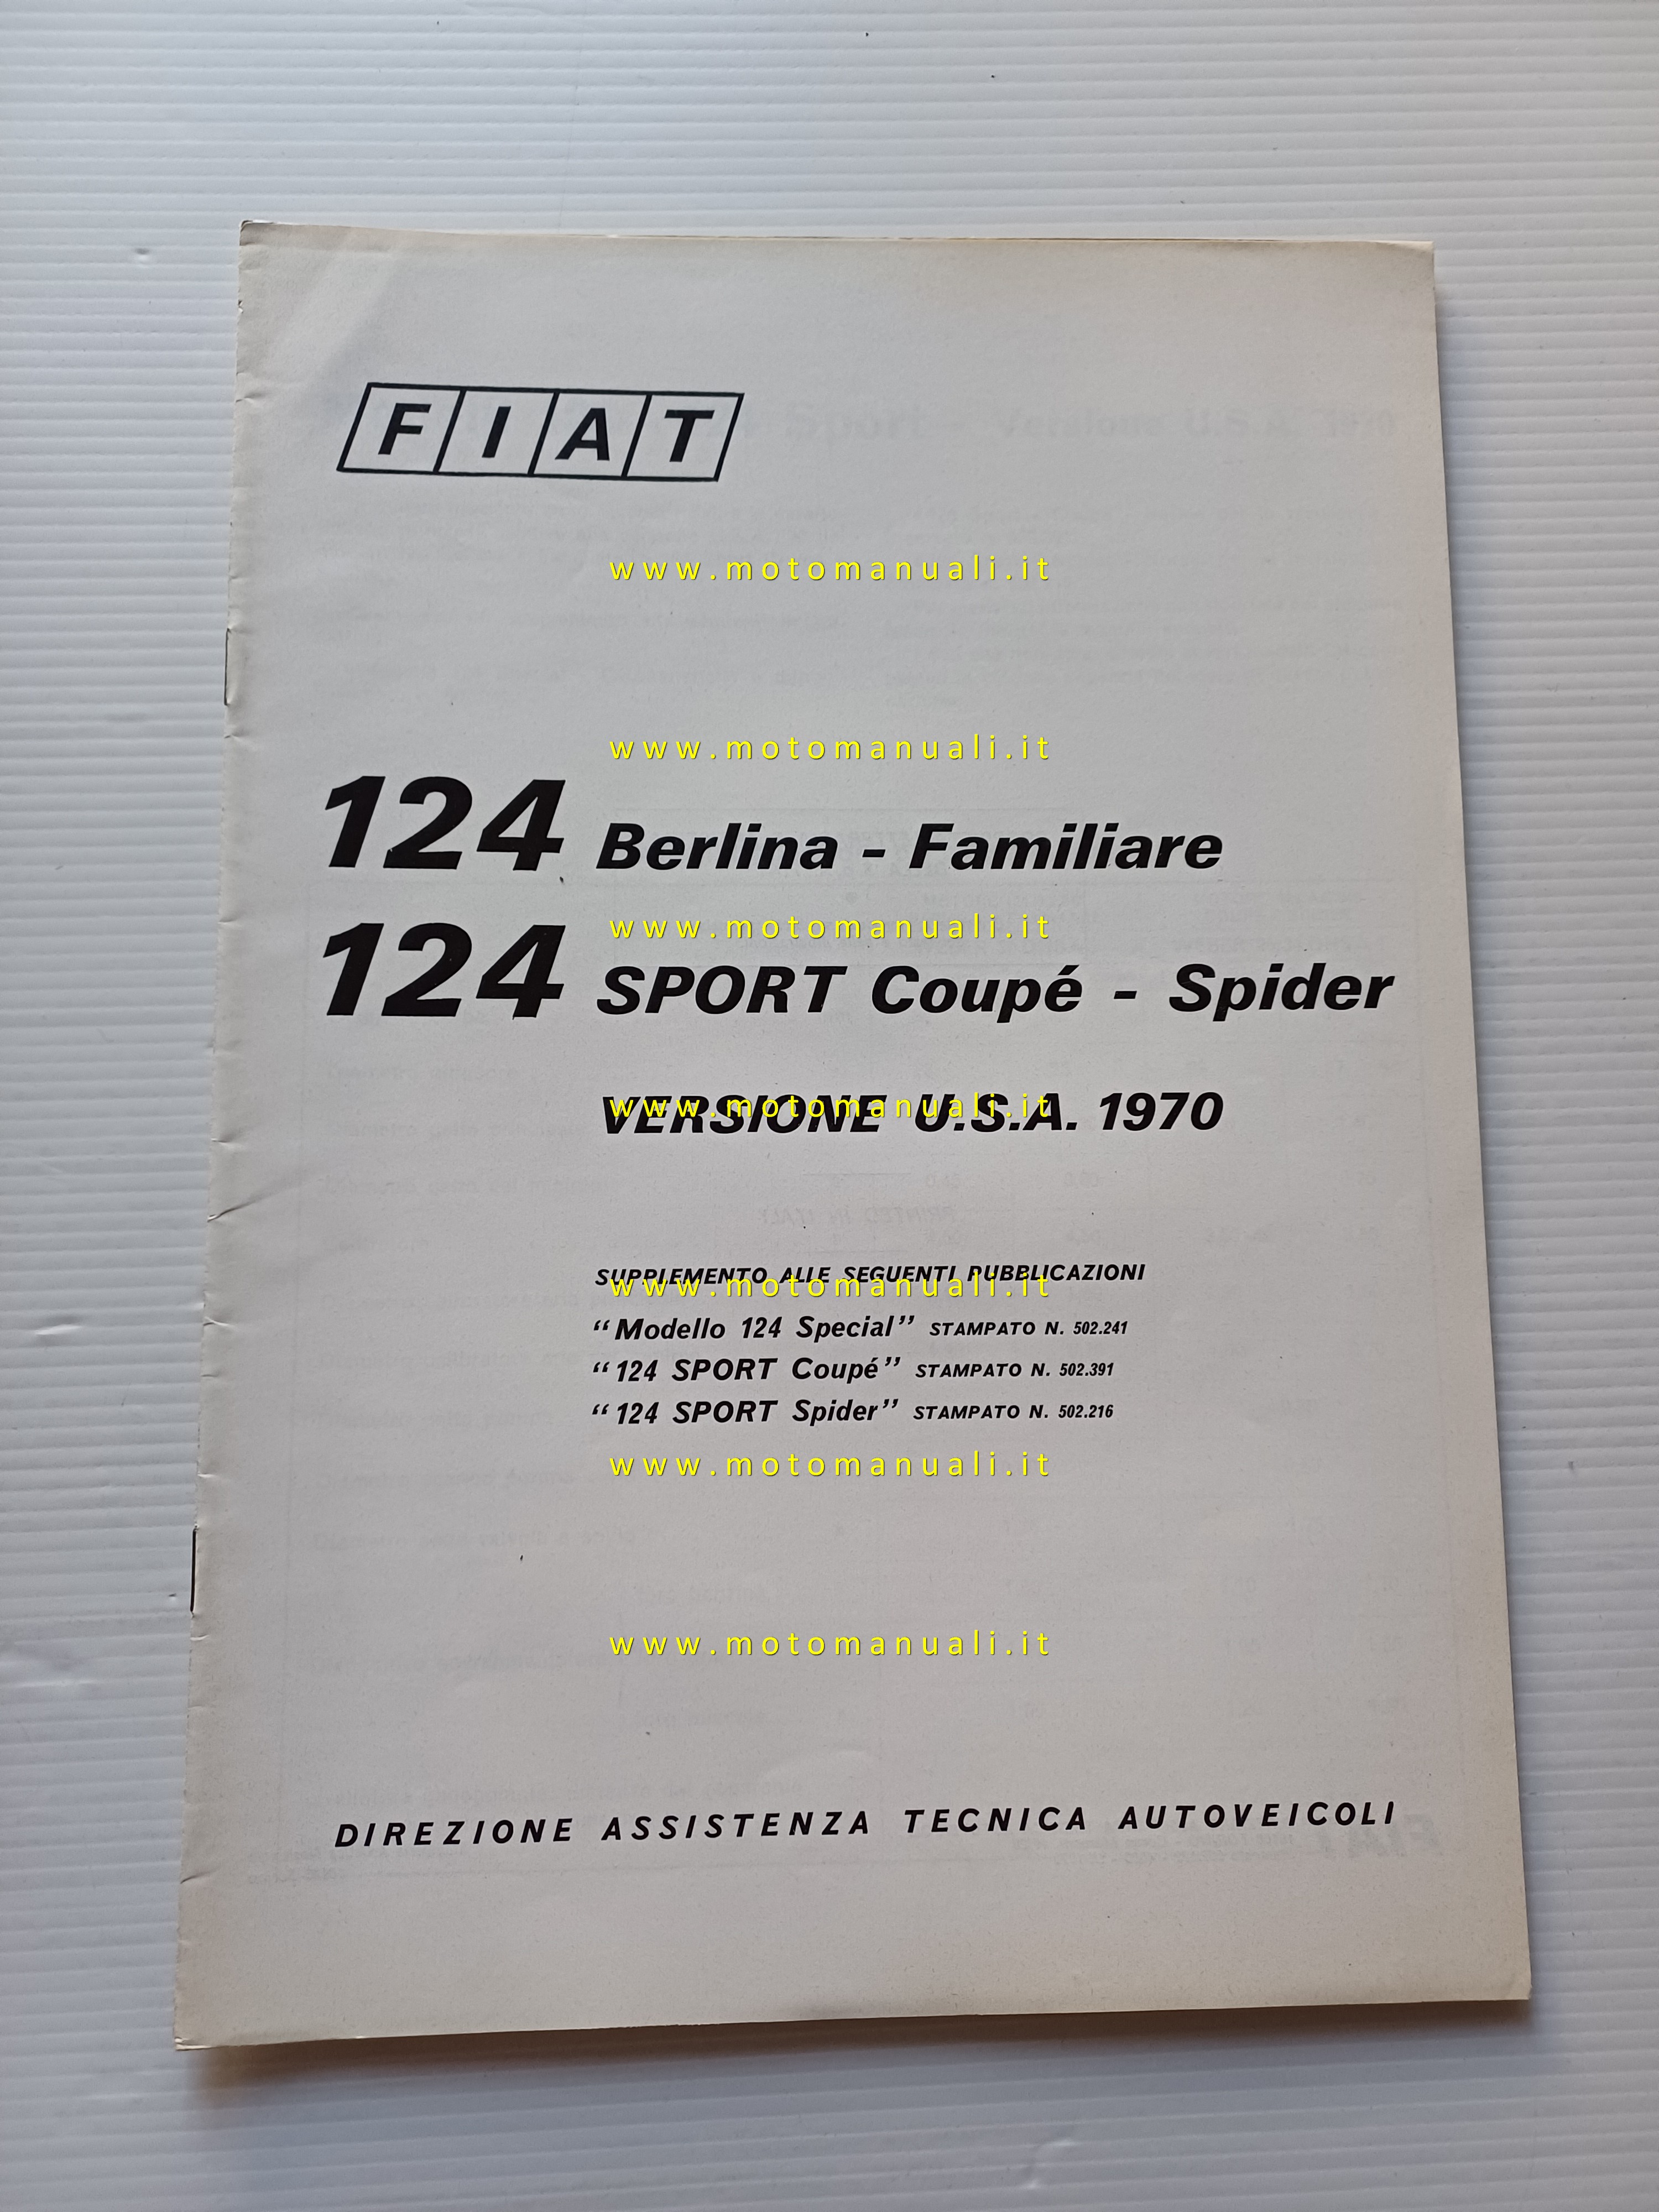 FIAT
www.motomanuali.it
www.motomanuali.it
124 Berlina - Familiare
www.motomanuali.it
124 SPORT Coupé - Spider
VERSIONE U.S.A. 1970
www.motomanuali.it
SUPPLEMENTO ALLE SEGUENTI PUBBLICAZIONI
www.motomanuali.it
“Modello 124 Special” STAMPATO N. 502.241
“124 SPORT Coupé” STAMPATO N. 502.391
“124 SPORT Spider” STAMPATO N. 502.216
www.motomanuali.it
www.motomanuali.it
DIREZIONE ASSISTENZA TECNICA AUTOVEICOLI